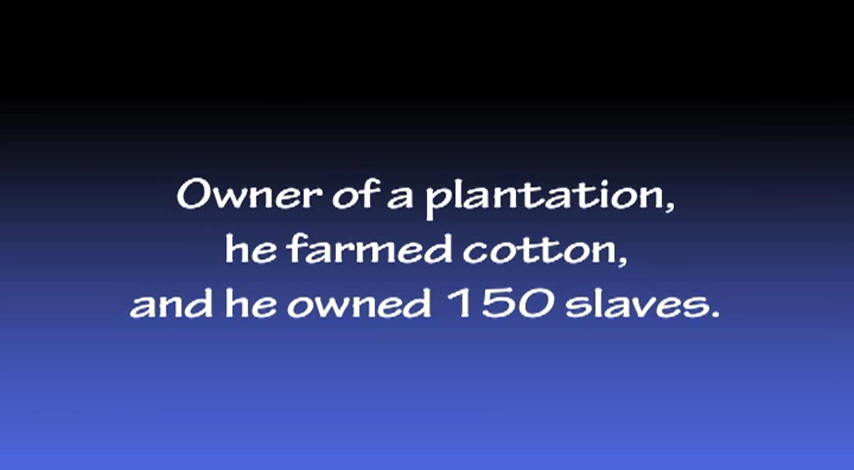 Owner of a plantation,
he farmed cotton,
and he owned 150 slaves.